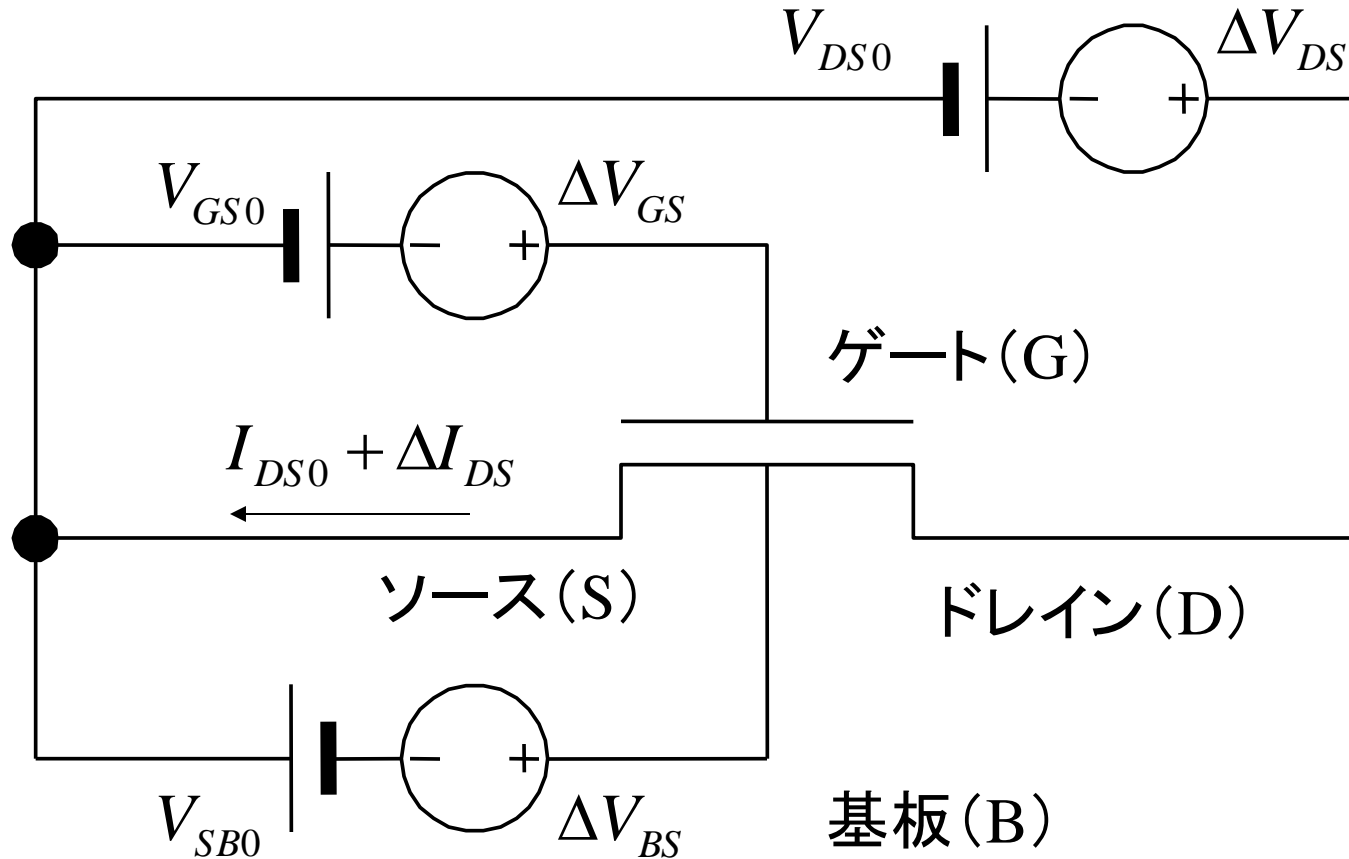 V_{DS0}
ΔV_{DS}
− +
V_{GS0}
ΔV_{GS}
− +
ゲート(G)
I_{DS0} + ΔI_{DS}
ソース(S)
ドレイン(D)
− +
V_{SB0}
ΔV_{BS}
基板(B)